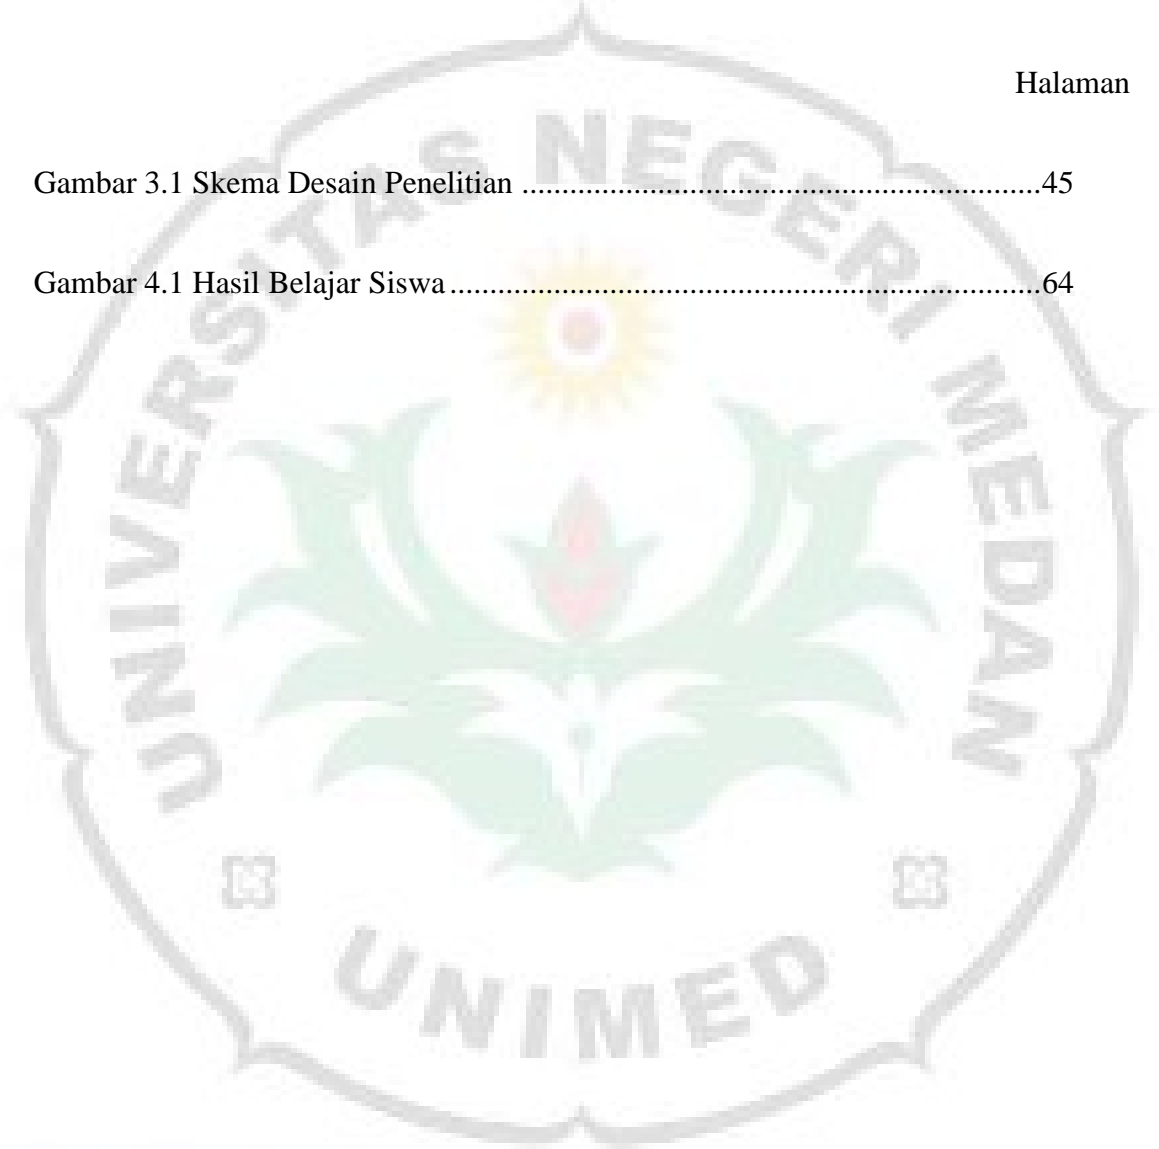 Halaman
Gambar 3.1 Skema Desain Penelitian .................................................................45
Gambar 4.1 Hasil Belajar Siswa..........................................................................64
UNIVERSITAS NEGERI MEDAN
UNIMED